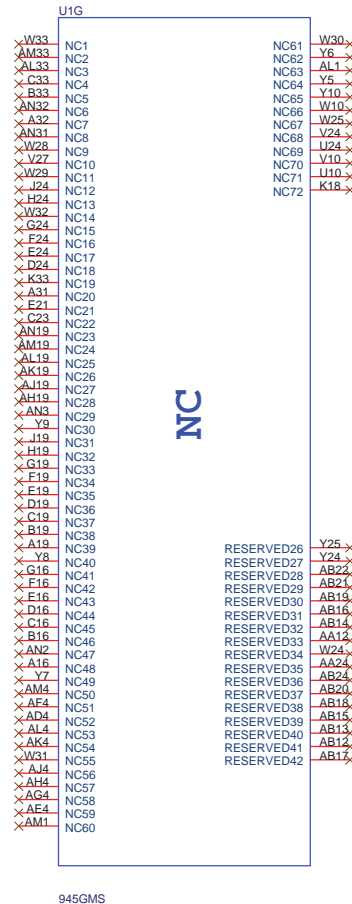 U1G
W33 NC1 NC61 W30
AM33 NC2 NC62 Y6
AL33 NC3 NC63 AL1
C33 NC4 NC64 Y5
B33 NC5 NC65 Y10
AN32 NC6 NC66 W10
A32 NC7 NC67 W25
AN31 NC8 NC68 V24
W28 NC9 NC69 U24
V27 NC10 NC70 V10
W29 NC11 NC71 U10
J24 NC12 NC72 K18
H24 NC13
W32 NC14
G24 NC15
F24 NC16
E24 NC17
D24 NC18
K33 NC19
A31 NC20
E21 NC21
C23 NC22
AN19 NC23
AM19 NC24
AL19 NC25
AK19 NC26
AJ19 NC27
AH19 NC28
AN3 NC29
Y9 NC30
J19 NC31
H19 NC32
G19 NC33
F19 NC34
E19 NC35
D19 NC36
C19 NC37
B19 NC38
A19 NC39 RESERVED26 Y25
Y8 NC40 RESERVED27 Y24
G16 NC41 RESERVED28 AB22
F16 NC42 RESERVED29 AB21
E16 NC43 RESERVED30 AB19
D16 NC44 RESERVED31 AB16
C16 NC45 RESERVED32 AB14
B16 NC46 RESERVED33 AA12
AN2 NC47 RESERVED34 W24
A16 NC48 RESERVED35 AA24
Y7 NC49 RESERVED36 AB24
AM4 NC50 RESERVED37 AB20
AF4 NC51 RESERVED38 AB18
AD4 NC52 RESERVED39 AB15
AL4 NC53 RESERVED40 AB13
AK4 NC54 RESERVED41 AB12
W31 NC55 RESERVED42 AB17
AJ4 NC56
AH4 NC57
AG4 NC58
AE4 NC59
AM1 NC60
NC
945GMS